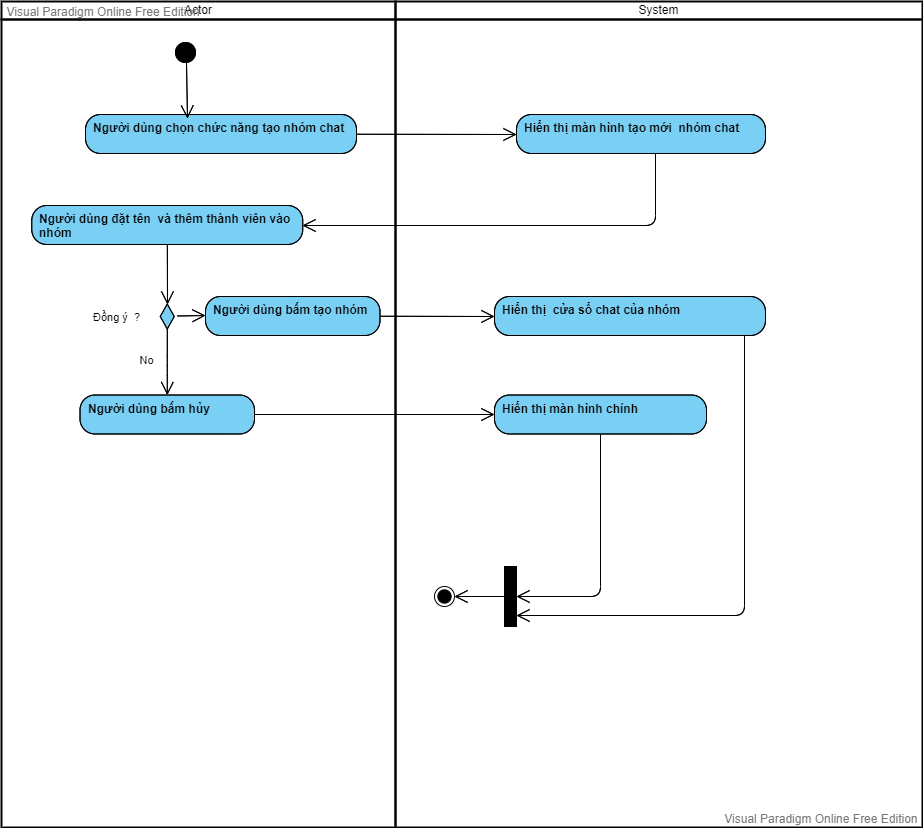 Visual Paradigm Online Free Edition
Actor
System
Người dùng chọn chức năng tạo nhóm chat
Hiển thị màn hình tạo mới  nhóm chat
Người dùng đặt tên  và thêm thành viên vào
nhóm
Đồng ý  ?
Người dùng bấm tạo nhóm
Hiển thị  cửa sổ chat của nhóm
No
Người dùng bấm hủy
Hiển thị màn hình chính
Visual Paradigm Online Free Edition